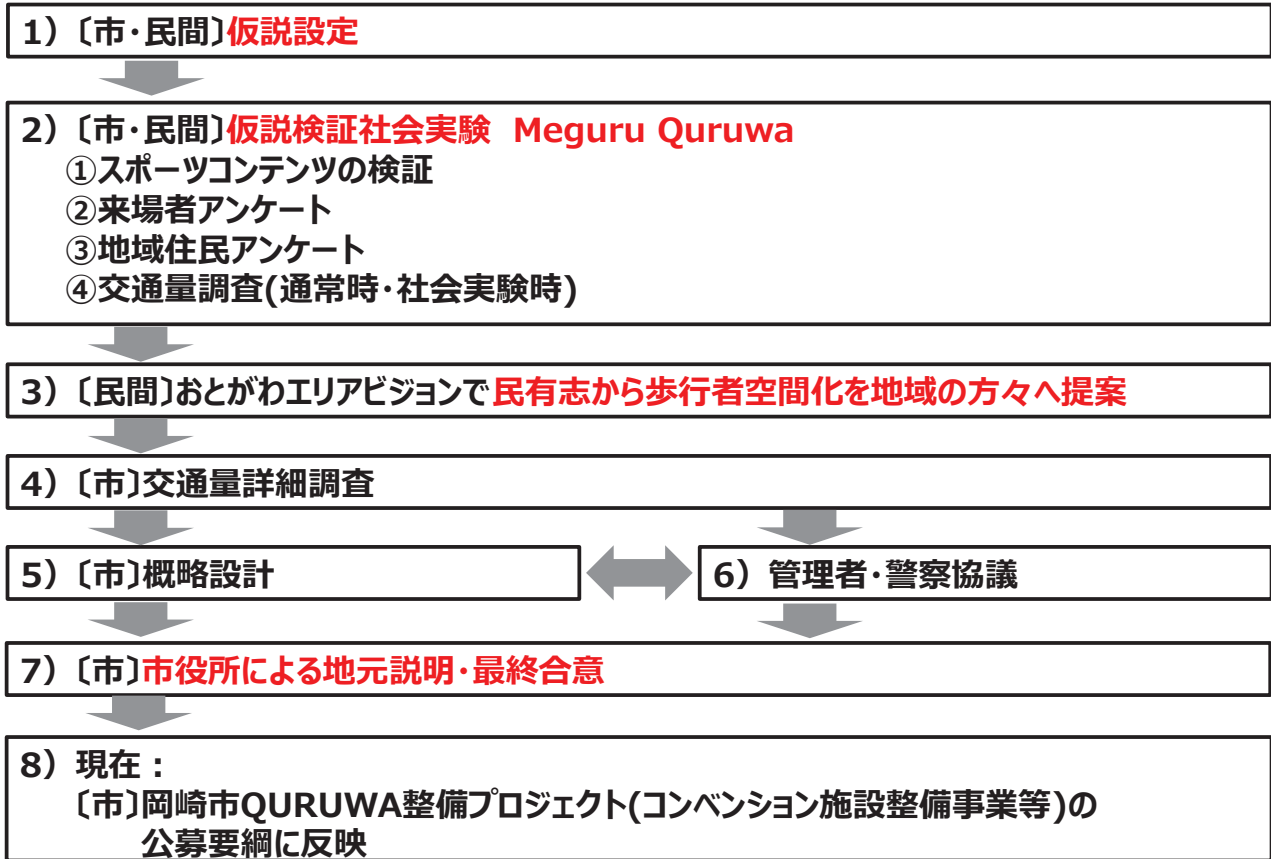 1）〔市・民間〕仮説設定
2）〔市・民間〕仮説検証社会実験 Meguru Quruwa
①スポーツコンテンツの検証
②来場者アンケート
③地域住民アンケート
④交通量調査(通常時・社会実験時)
3）〔民間〕おとがわエリアビジョンで民有志から歩行者空間化を地域の方々へ提案
4）〔市〕交通量詳細調査
5）〔市〕概略設計
6）管理者・警察協議
7）〔市〕市役所による地元説明・最終合意
8）現在：
〔市〕岡崎市QURUWA整備プロジェクト(コンベンション施設整備事業等)の
公募要綱に反映